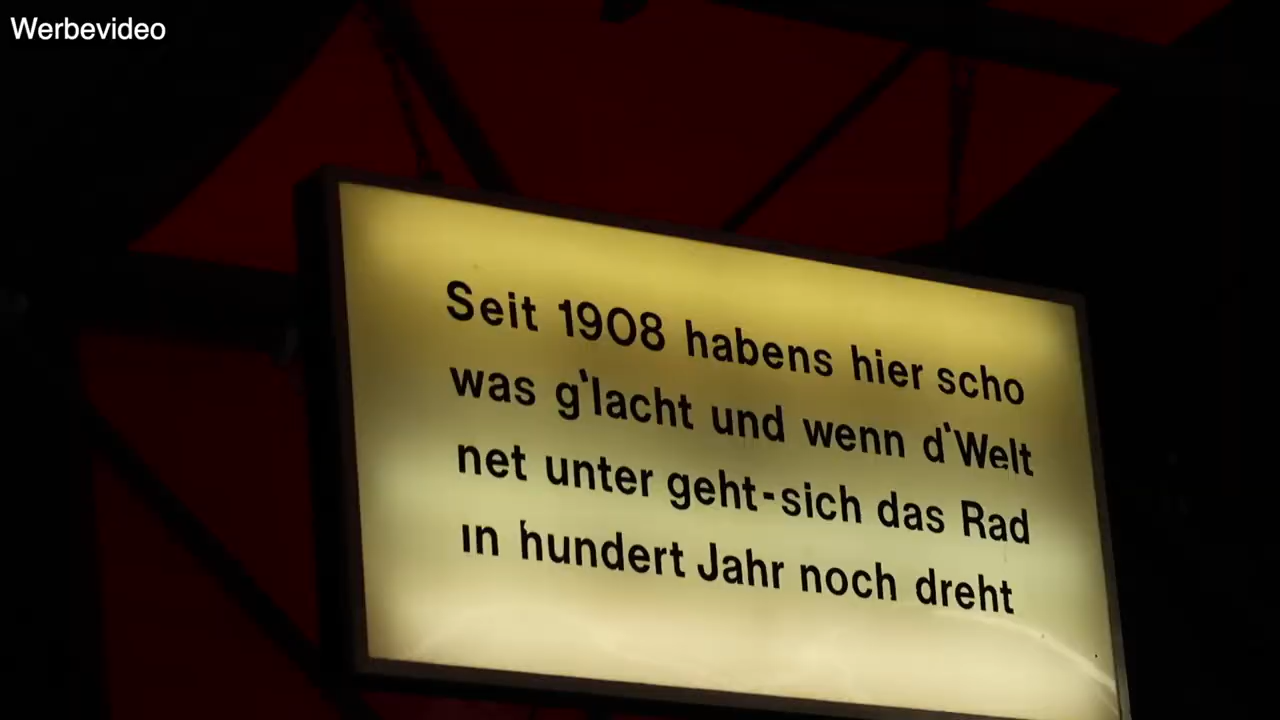 Werbevideo
Seit 1908 habens hier scho
was g'lacht und wenn d'Welt
net unter geht-sich das Rad
in hundert Jahr noch dreht